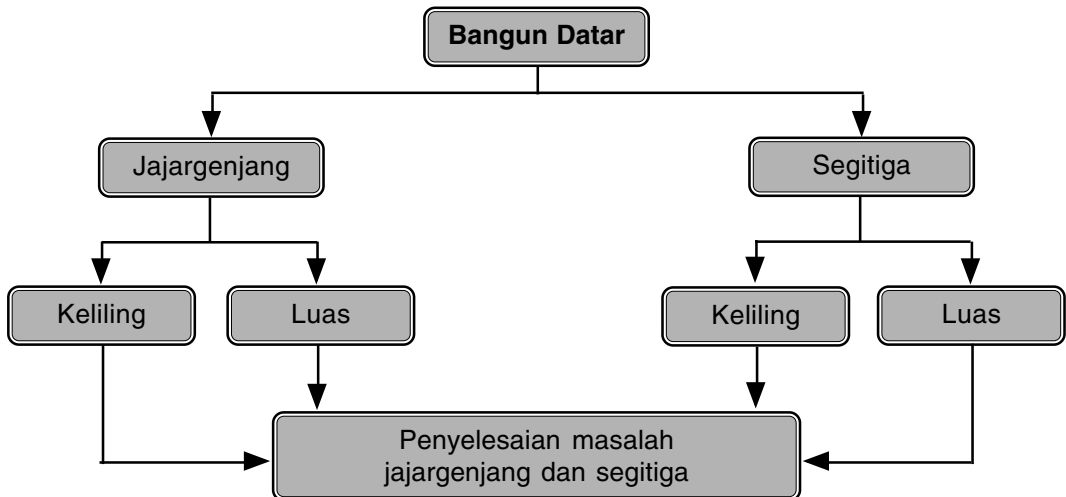 Bangun Datar
Jajargenjang
Segitiga
Keliling
Luas
Keliling
Luas
Penyelesaian masalah
jajargenjang dan segitiga